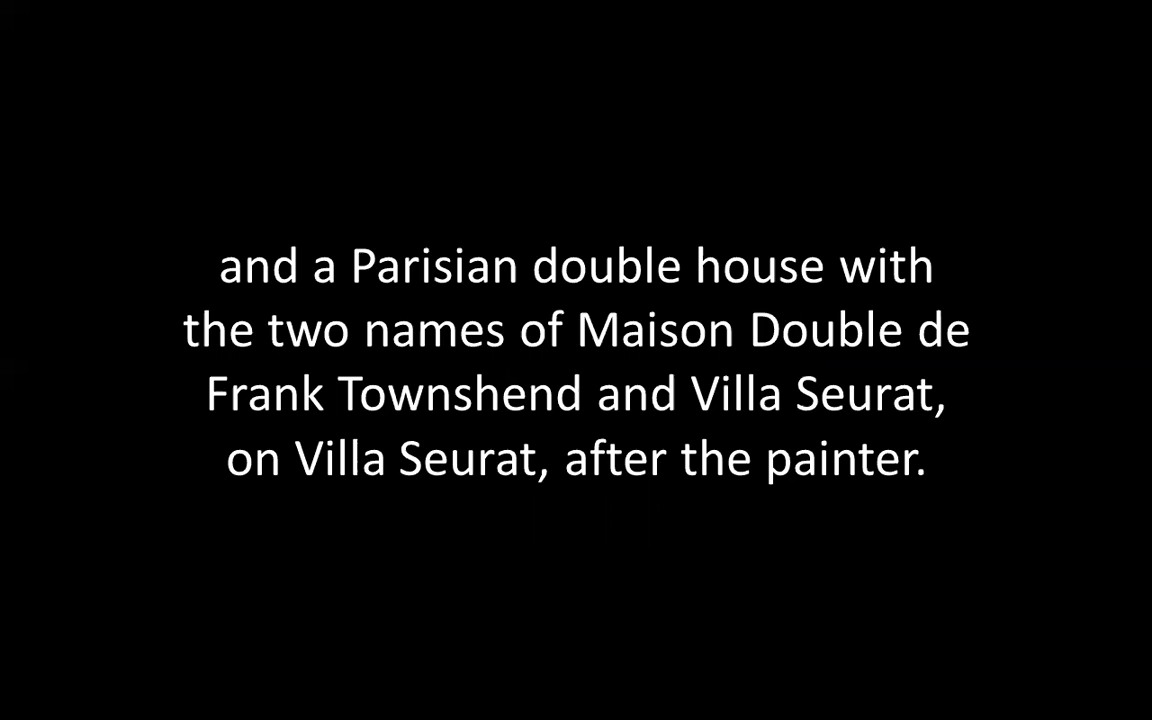 and a Parisian double house with
the two names of Maison Double de
Frank Townshend and Villa Seurat,
on Villa Seurat, after the painter.